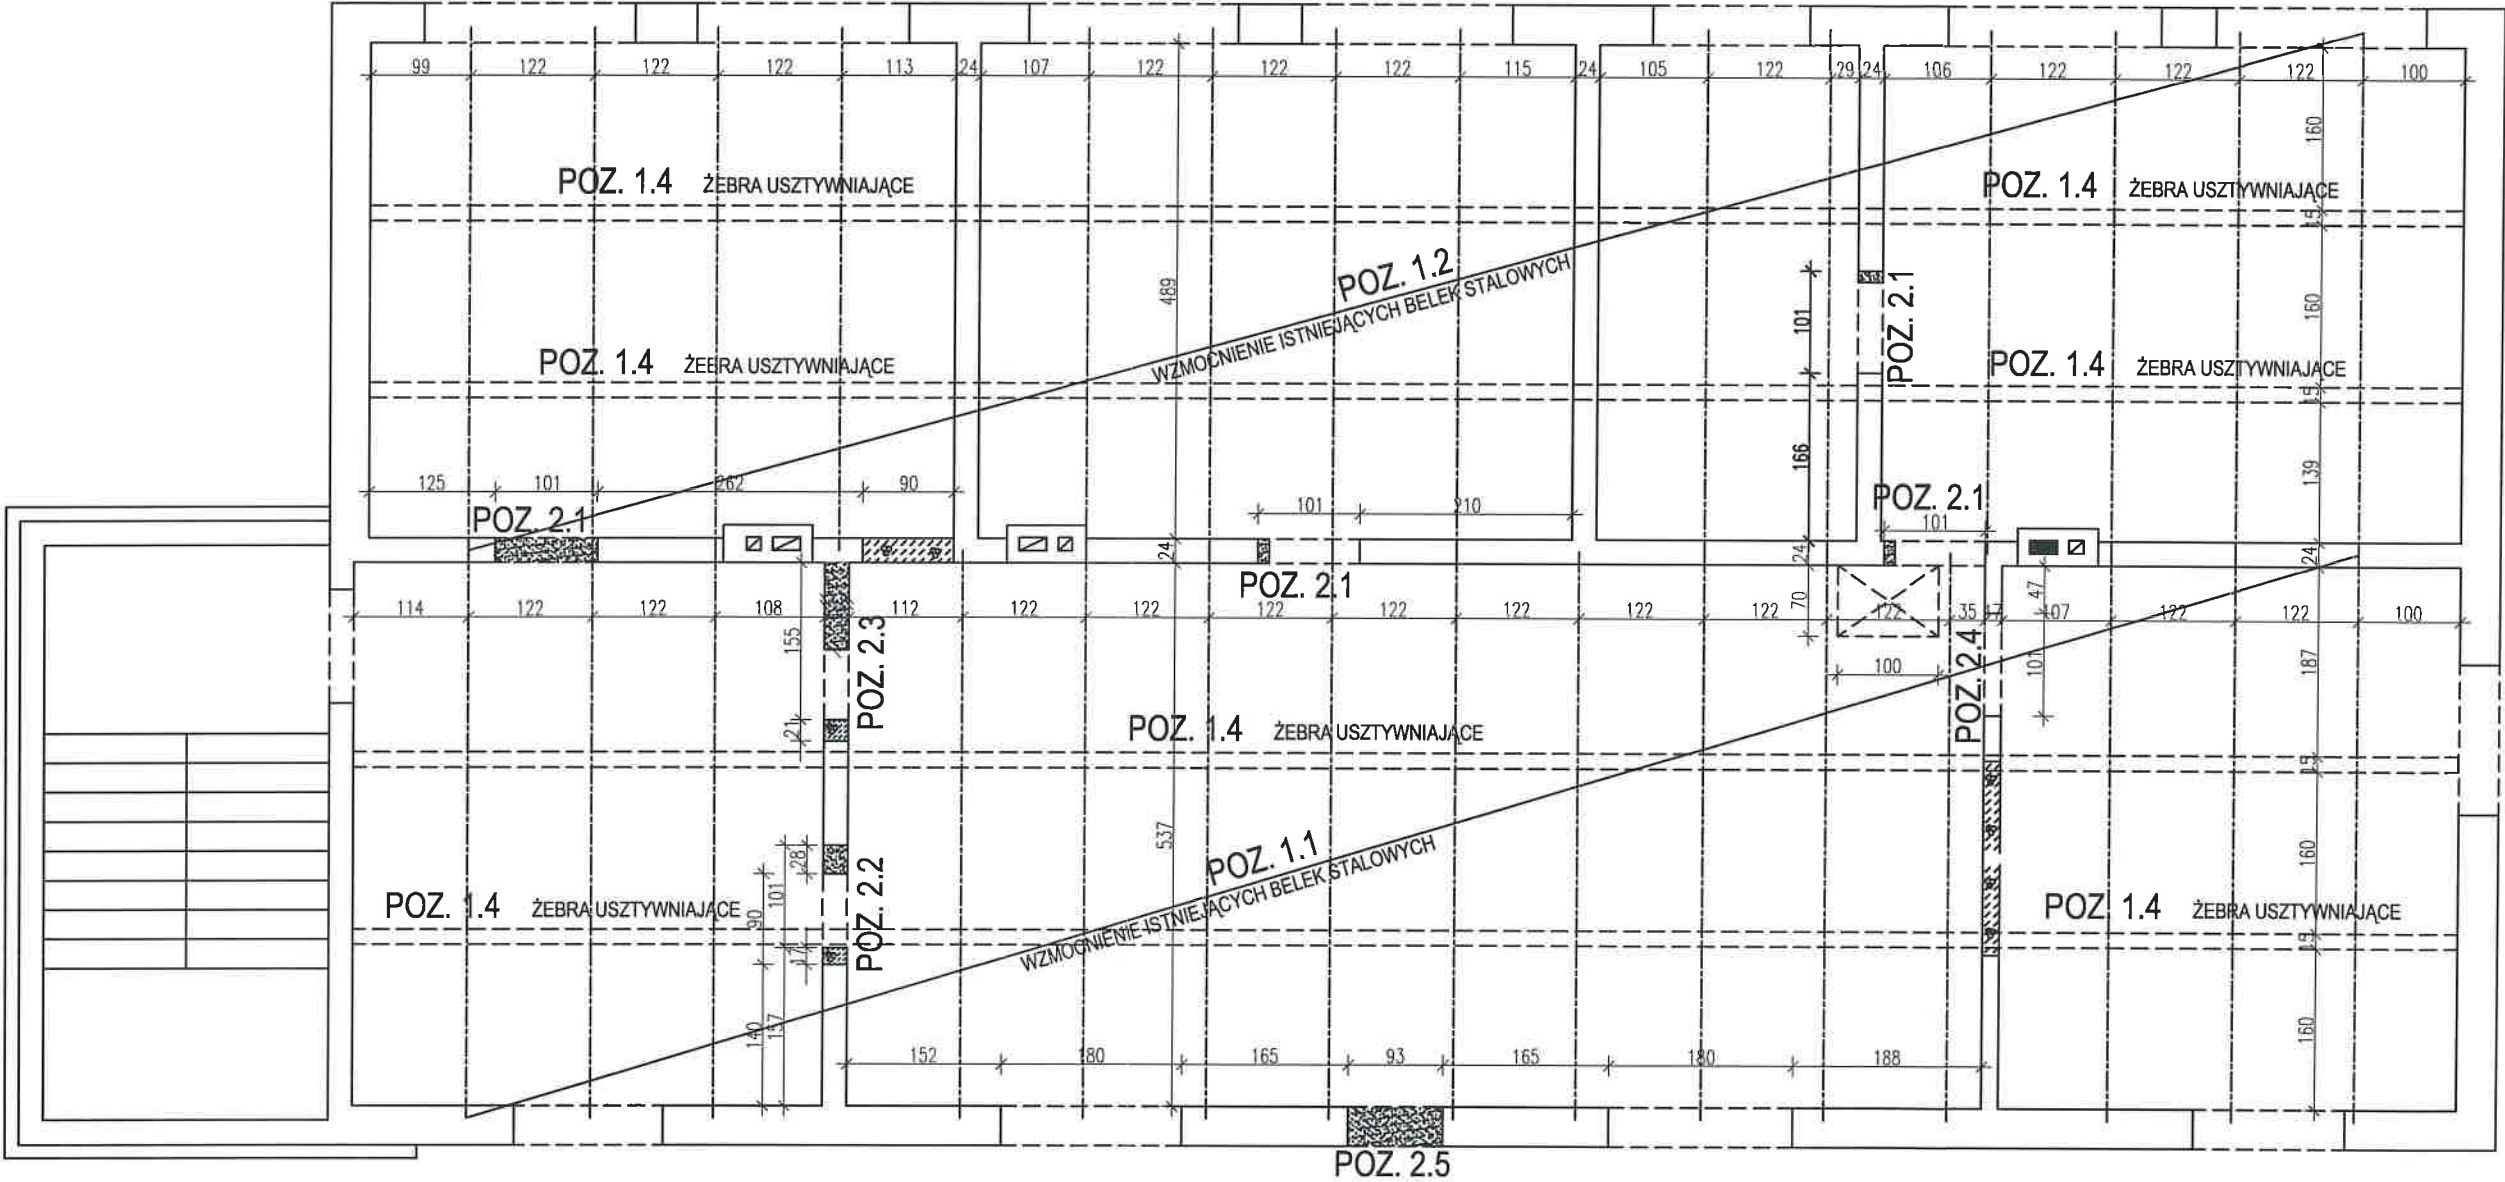 99 122 122 122 113 24 107 122 122 122 115 24 105 122 29 24 106 122 122 122 100
160
POZ. 1.4 ŻEBRA USZTYWNIAJĄCE
POZ. 1.4 ŻEBRA USZTYWNIAJĄCE
15
489
POZ. 1.2
WZMOCNIENIE ISTNIEJĄCYCH BELEK STALOWYCH
101
POZ. 2.1
160
POZ. 1.4 ŻEBRA USZTYWNIAJĄCE
POZ. 1.4 ŻEBRA USZTYWNIAJĄCE
15
166
139
125 101 262 90
101 210
POZ. 2.1
POZ. 2.1
101
24
24
24
POZ. 2.1
114 122 122 108 112 122 122 122 122 122 122 122 122 35 17 107 122 122 100
70
47
155
POZ. 2.3
100
POZ. 2.4
101
187
21
POZ. 1.4 ŻEBRA USZTYWNIAJĄCE
15
537
POZ. 1.1
WZMOCNIENIE ISTNIEJĄCYCH BELEK STALOWYCH
28
101
90
17
POZ. 2.2
160
POZ. 1.4 ŻEBRA USZTYWNIAJĄCE
POZ. 1.4 ŻEBRA USZTYWNIAJĄCE
15
140
157
160
152 180 165 93 165 180 188
POZ. 2.5